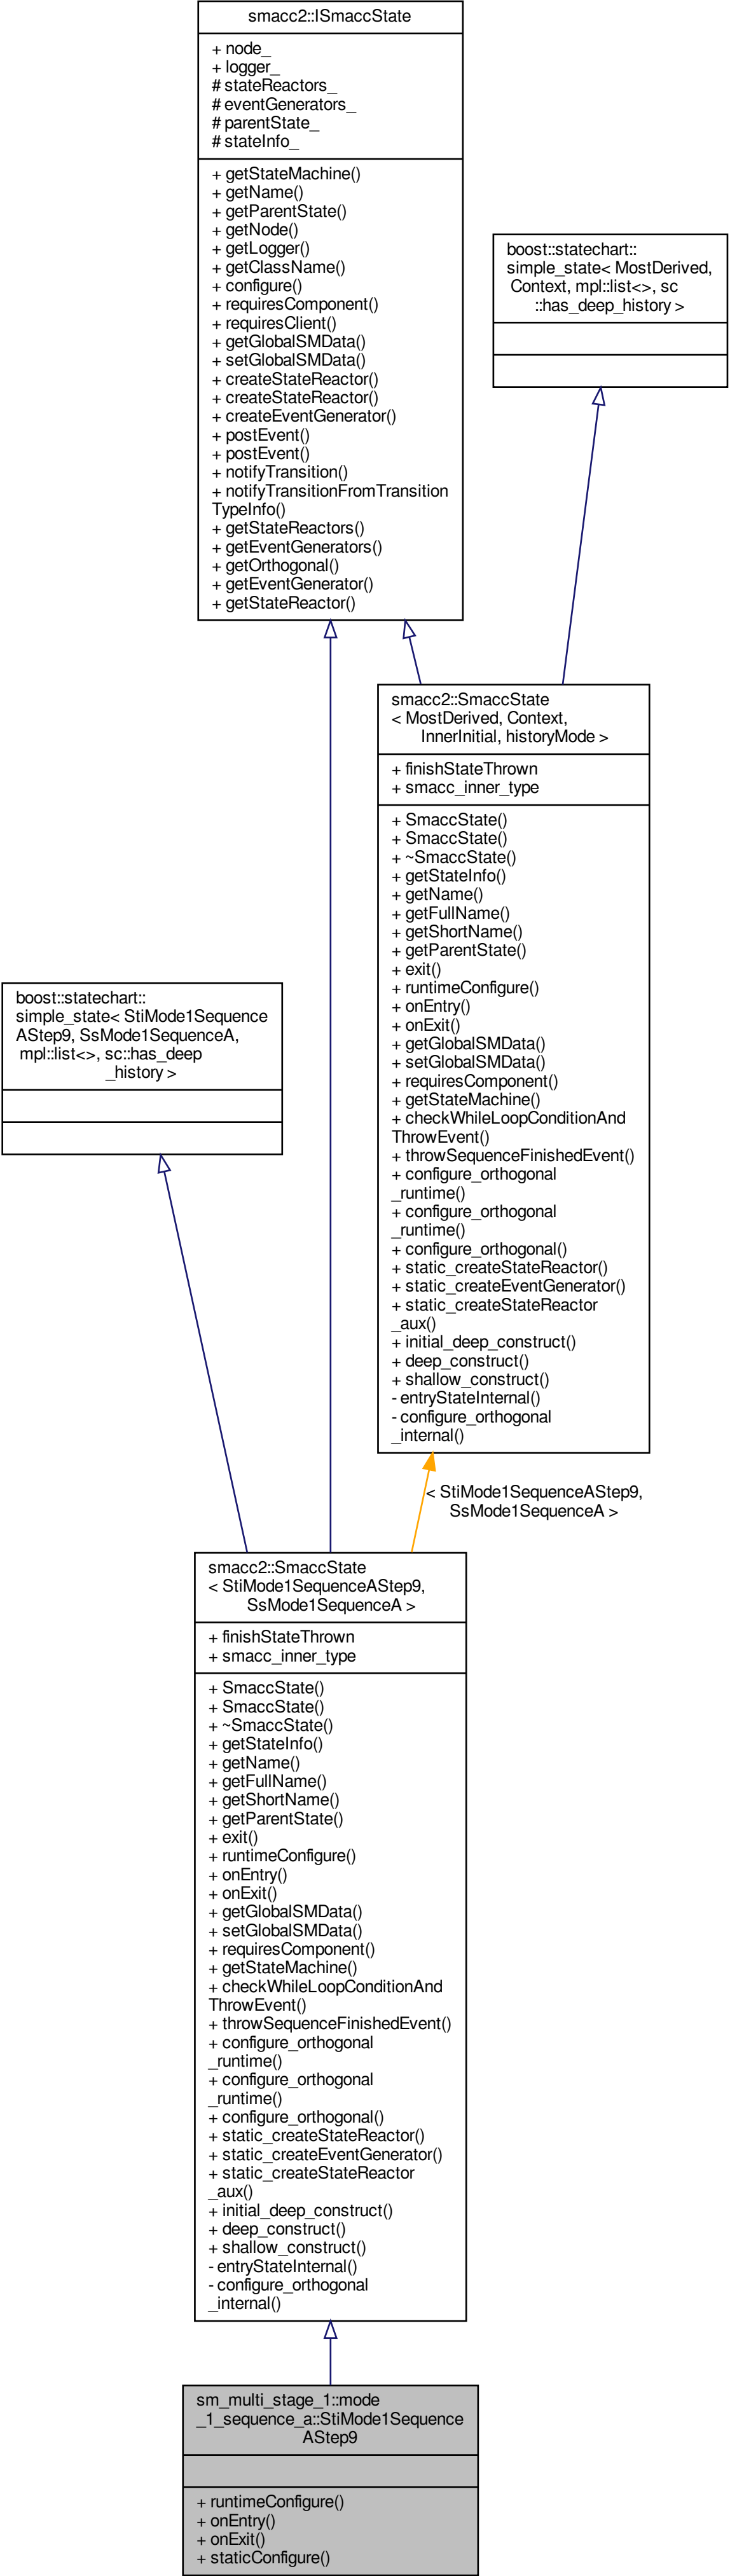 smacc2::ISmaccState
+ node_
+ logger_
# stateReactors_
# eventGenerators_
# parentState_
# stateInfo_
+ getStateMachine()
+ getName()
+ getParentState()
+ getNode()
+ getLogger()
+ getClassName()
+ configure()
+ requiresComponent()
+ requiresClient()
+ getGlobalSMData()
+ setGlobalSMData()
+ createStateReactor()
+ createStateReactor()
+ createEventGenerator()
+ postEvent()
+ postEvent()
+ notifyTransition()
+ notifyTransitionFromTransition
TypeInfo()
+ getStateReactors()
+ getEventGenerators()
+ getOrthogonal()
+ getEventGenerator()
+ getStateReactor()
boost::statechart::
simple_state< MostDerived,
Context, mpl::list<>, sc
::has_deep_history >
smacc2::SmaccState
< MostDerived, Context,
InnerInitial, historyMode >
+ finishStateThrown
+ smacc_inner_type
+ SmaccState()
+ SmaccState()
+ ~SmaccState()
+ getStateInfo()
+ getName()
+ getFullName()
+ getShortName()
+ getParentState()
+ exit()
+ runtimeConfigure()
+ onEntry()
+ onExit()
+ getGlobalSMData()
+ setGlobalSMData()
+ requiresComponent()
+ getStateMachine()
+ checkWhileLoopConditionAnd
ThrowEvent()
+ throwSequenceFinishedEvent()
+ configure_orthogonal
_runtime()
+ configure_orthogonal
_runtime()
+ configure_orthogonal()
+ static_createStateReactor()
+ static_createEventGenerator()
+ static_createStateReactor
_aux()
+ initial_deep_construct()
+ deep_construct()
+ shallow_construct()
- entryStateInternal()
- configure_orthogonal
_internal()
boost::statechart::
simple_state< StiMode1Sequence
AStep9, SsMode1SequenceA,
mpl::list<>, sc::has_deep
_history >
< StiMode1SequenceAStep9,
SsMode1SequenceA >
smacc2::SmaccState
< StiMode1SequenceAStep9,
SsMode1SequenceA >
+ finishStateThrown
+ smacc_inner_type
+ SmaccState()
+ SmaccState()
+ ~SmaccState()
+ getStateInfo()
+ getName()
+ getFullName()
+ getShortName()
+ getParentState()
+ exit()
+ runtimeConfigure()
+ onEntry()
+ onExit()
+ getGlobalSMData()
+ setGlobalSMData()
+ requiresComponent()
+ getStateMachine()
+ checkWhileLoopConditionAnd
ThrowEvent()
+ throwSequenceFinishedEvent()
+ configure_orthogonal
_runtime()
+ configure_orthogonal
_runtime()
+ configure_orthogonal()
+ static_createStateReactor()
+ static_createEventGenerator()
+ static_createStateReactor
_aux()
+ initial_deep_construct()
+ deep_construct()
+ shallow_construct()
- entryStateInternal()
- configure_orthogonal
_internal()
sm_multi_stage_1::mode
_1_sequence_a::StiMode1Sequence
AStep9
+ runtimeConfigure()
+ onEntry()
+ onExit()
+ staticConfigure()